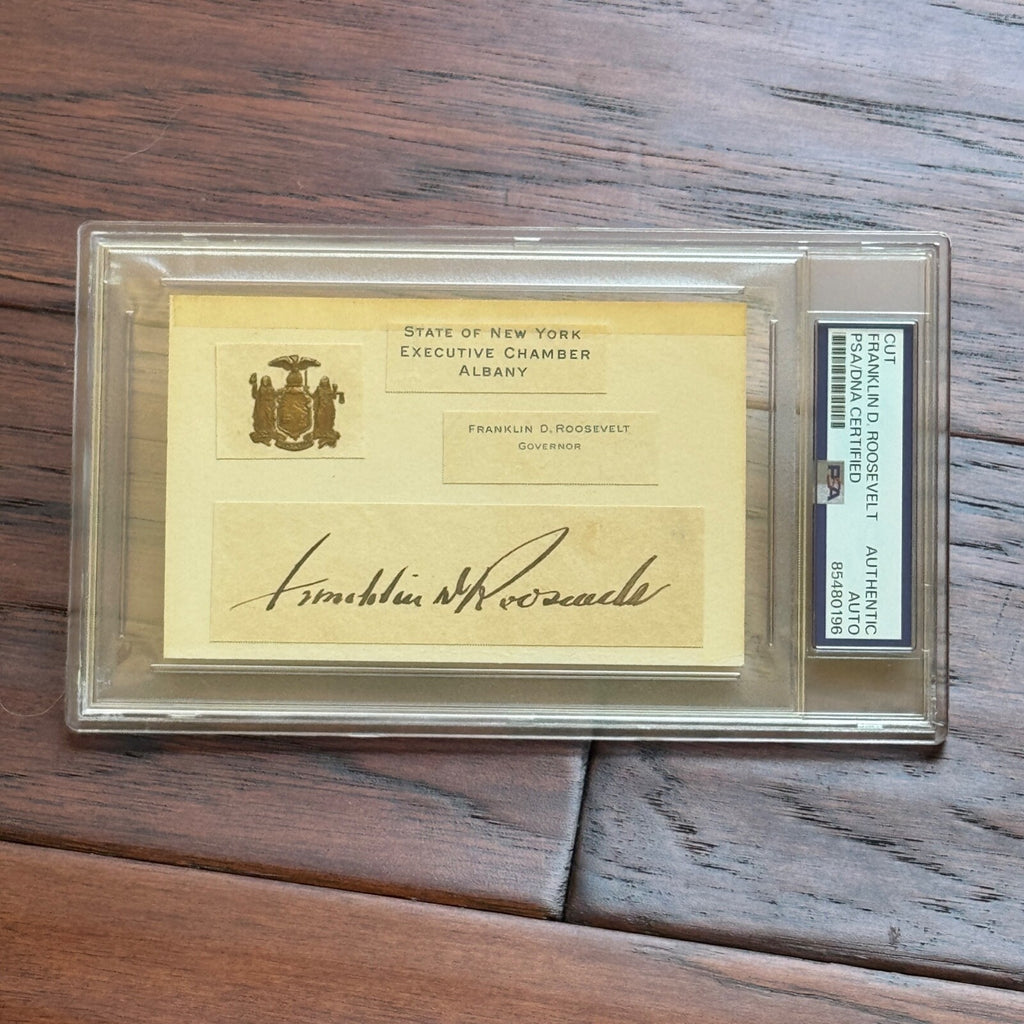 STATE OF NEW YORK
EXECUTIVE CHAMBER
ALBANY
FRANKLIN D. ROOSEVELT
GOVERNOR
Franklin D Roosevelt
CUT
FRANKLIN D. ROOSEVELT AUTHENTIC
PSA/DNA CERTIFIED AUTO
85480196
PSA